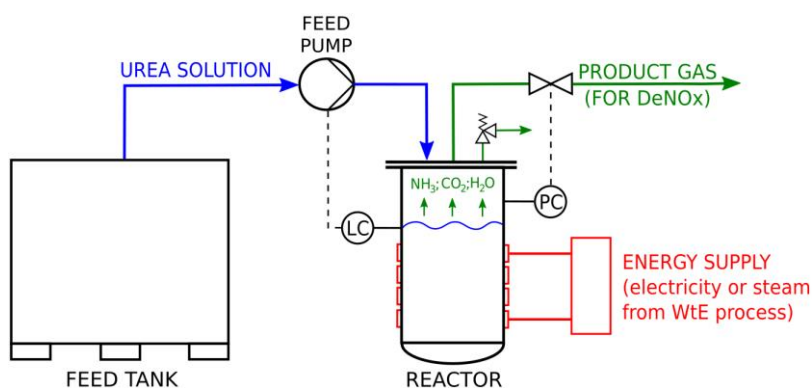 FEED
PUMP
UREA SOLUTION
PRODUCT GAS
(FOR DeNOx)
NH₃;CO₂;H₂O
LC
PC
ENERGY SUPPLY
(electricity or steam
from WtE process)
FEED TANK
REACTOR